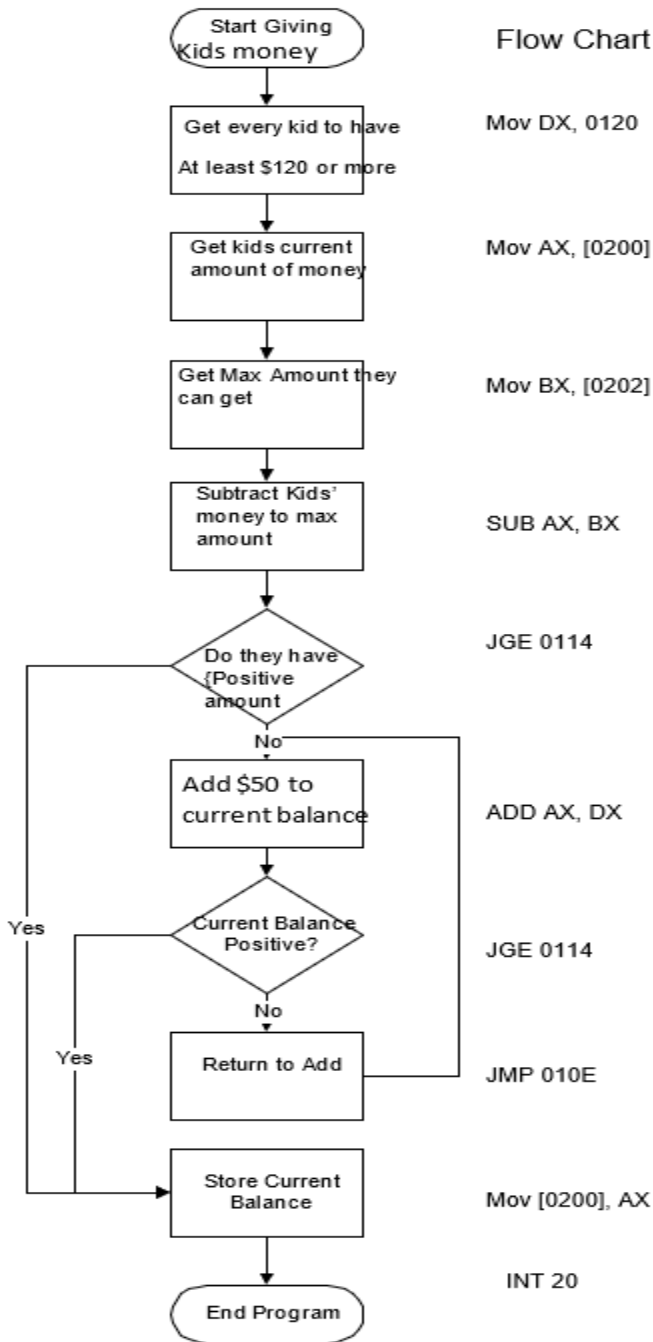 Start Giving
Kids money
Flow Chart
Get every kid to have
At least $120 or more
Mov DX, 0120
Get kids current
amount of money
Mov AX, [0200]
Get Max Amount they
can get
Mov BX, [0202]
Subtract Kids'
money to max
amount
SUB AX, BX
JGE 0114
Do they have
{Positive
amount
No
Add $50 to
current balance
ADD AX, DX
Yes
Current Balance
Positive?
JGE 0114
No
Yes
Return to Add
JMP 010E
Store Current
Balance
Mov [0200], AX
INT 20
End Program